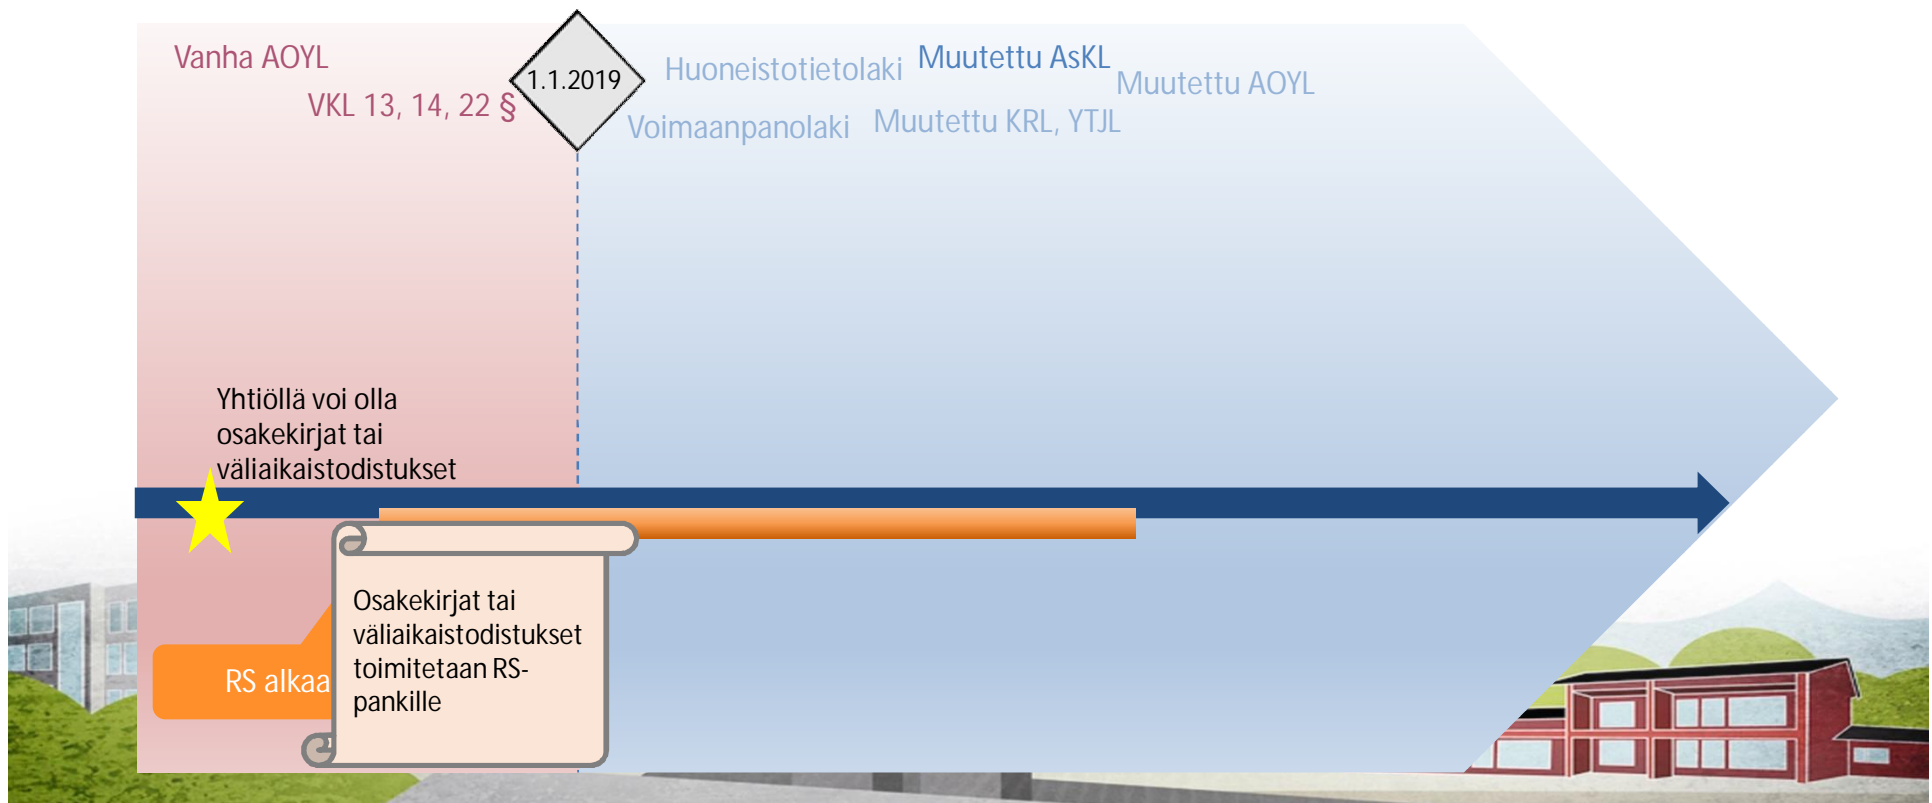 Vanha AOYL
VKL 13, 14, 22 §
1.1.2019
Huoneistotietolaki
Muutettu AsKL
Muutettu AOYL
Voimaanpanolaki
Muutettu KRL, YTJL
Yhtiöllä voi olla
osakekirjat tai
väliaikaistodistukset
RS alkaa
Osakekirjat tai
väliaikaistodistukset
toimitetaan RS-
pankille